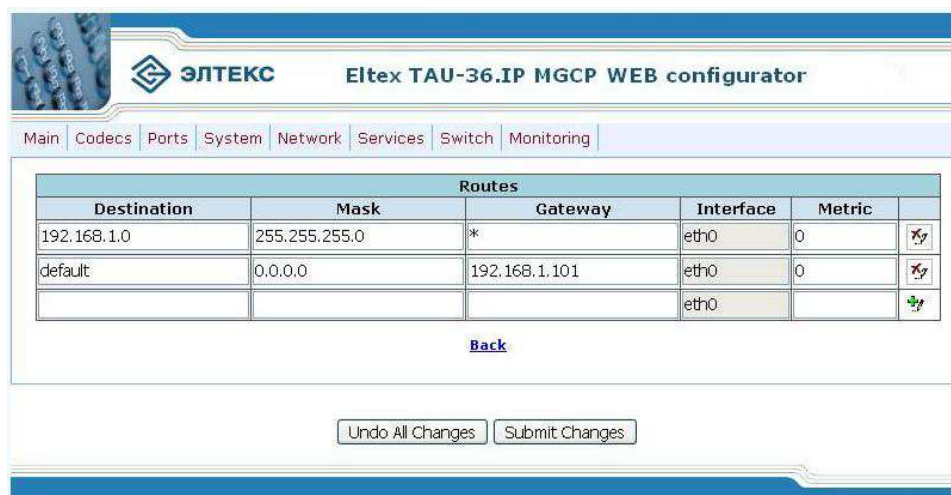 ЭЛТЕКС Eltex TAU-36.IP MGCP WEB configurator
Main Codecs Ports System Network Services Switch Monitoring
Routes
Destination Mask Gateway Interface Metric
192.168.1.0 255.255.255.0 * eth0 0
default 0.0.0.0 192.168.1.101 eth0 0
eth0
Back
Undo All Changes Submit Changes